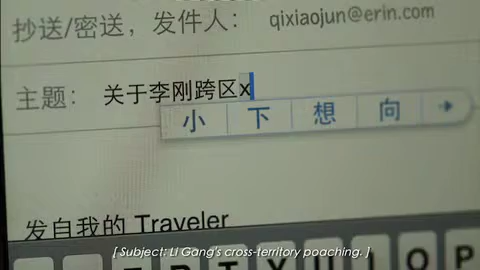 抄送/密送，发件人： qixiaojun@erin.com
主题： 关于李刚跨区x
小 下 想 向
发自我的 Traveler
[ Subject: Li Gang's cross-territory poaching. ]
E R T Y U I O P